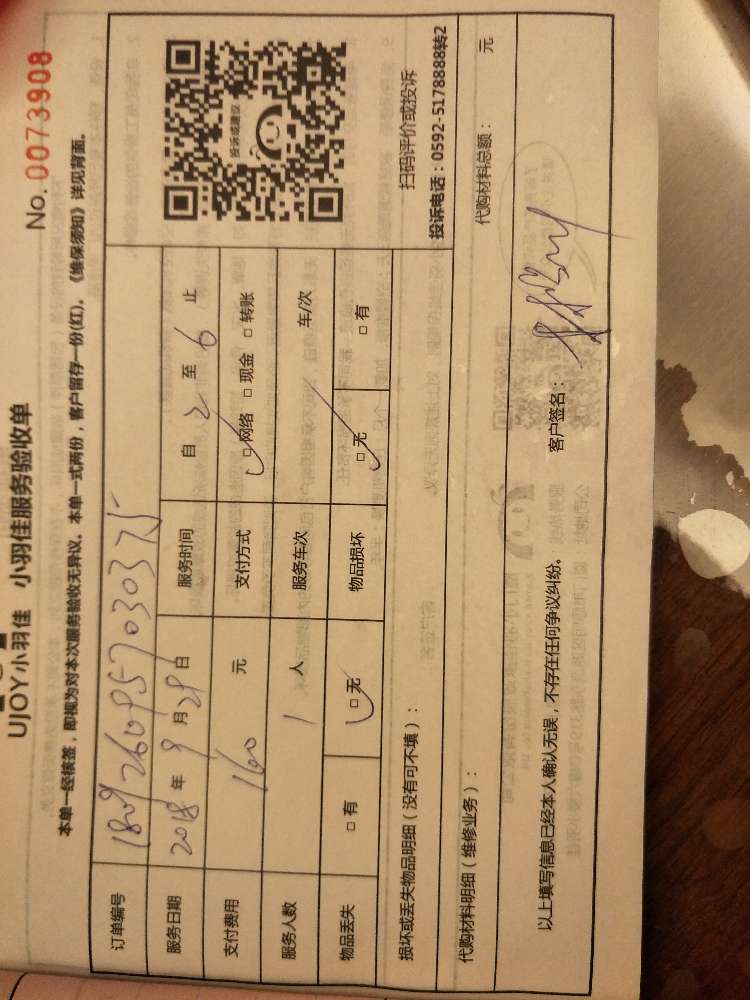 No. 0073908
UJOY小羽佳 小羽佳服务验收单
本单一经核签，即视为对本次服务验收无异议。本单一式两份，客户留存一份(红)。《维保须知》详见背面。
订单编号 180926095703037 5
服务日期 2018 年 9 月 28 日 服务时间 自 2 至 6 止
支付费用 160 元 支付方式 □网络 □现金 □转账
服务人数 1 人 服务车次 / 车/次
物品丢失 □有 □无 物品损坏 □无 □有
投诉或建议
扫码评价或投诉
投诉电话：0592-5178888转2
损坏或丢失物品明细（没有可不填）：
代购材料明细（维修业务）： 代购材料总额： 元
以上填写信息已经本人确认无误，不存在任何争议纠纷。 客户签名：